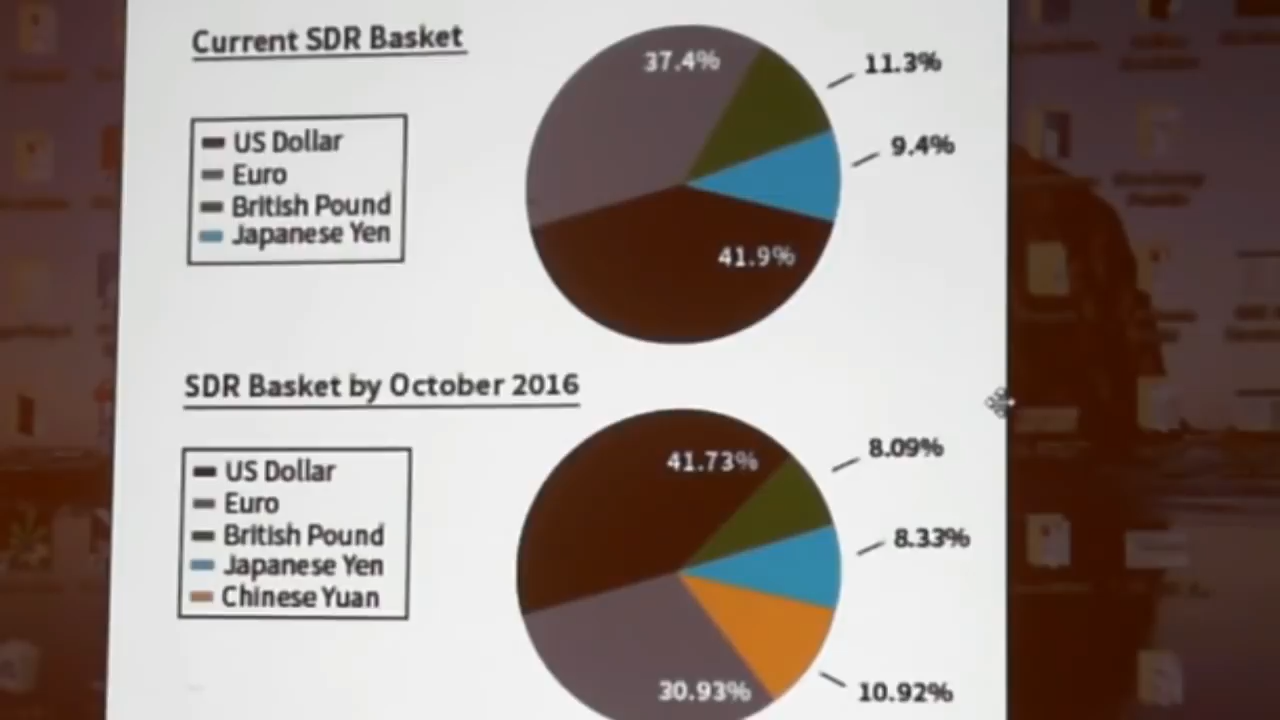 Current SDR Basket
US Dollar
Euro
British Pound
Japanese Yen
37.4%
11.3%
9.4%
41.9%
SDR Basket by October 2016
US Dollar
Euro
British Pound
Japanese Yen
Chinese Yuan
41.73%
8.09%
8.33%
10.92%
30.93%